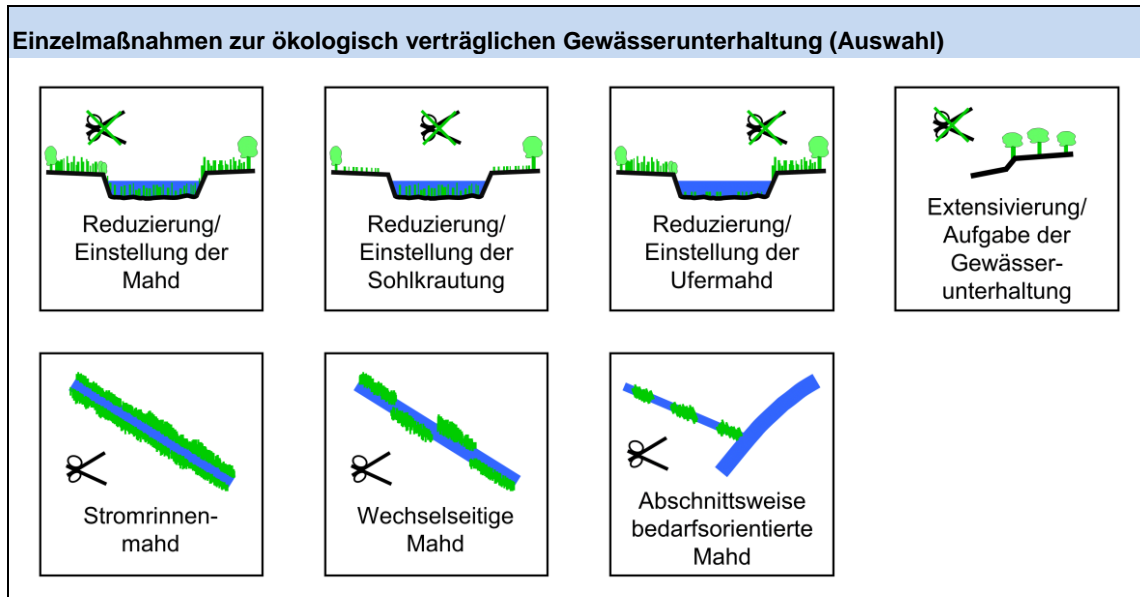 Einzelmaßnahmen zur ökologisch verträglichen Gewässerunterhaltung (Auswahl)
Reduzierung/
Einstellung der
Mahd
Reduzierung/
Einstellung der
Sohlkrautung
Reduzierung/
Einstellung der
Ufermahd
Extensivierung/
Aufgabe der
Gewässer-
unterhaltung
Stromrinnen-
mahd
Wechselseitige
Mahd
Abschnittsweise
bedarfsorientierte
Mahd